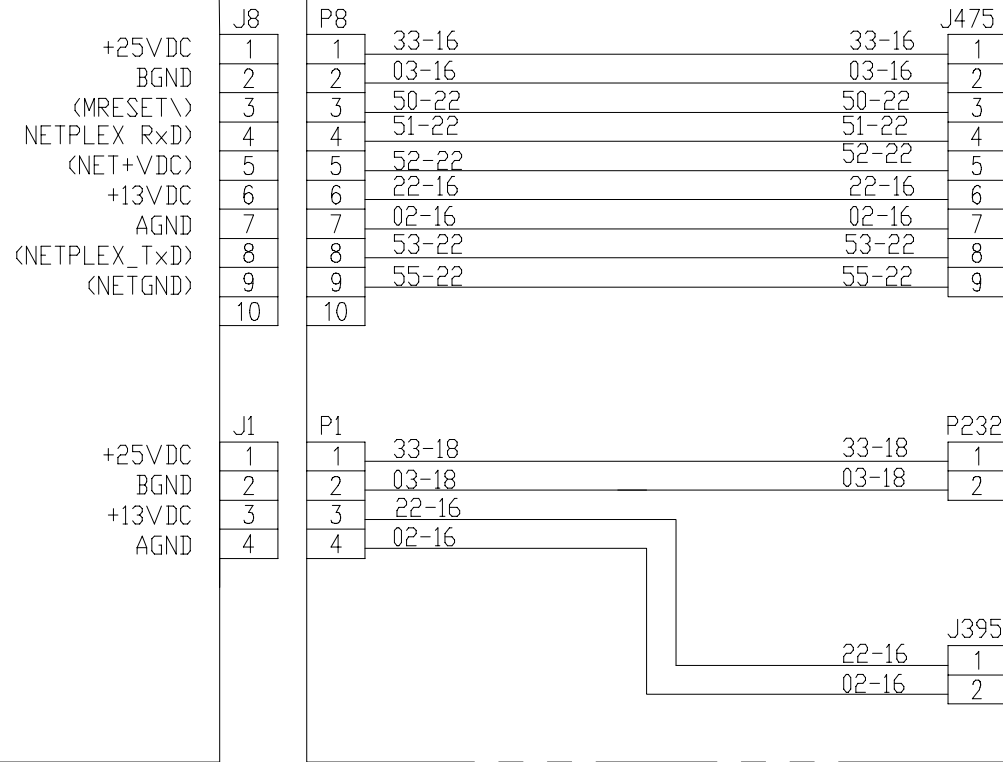 J8 P8 J475
+25VDC 1 1 33-16 33-16 1
BGND 2 2 03-16 03-16 2
(MRESET\) 3 3 50-22 50-22 3
NETPLEX RxD) 4 4 51-22 51-22 4
(NET+VDC) 5 5 52-22 52-22 5
+13VDC 6 6 22-16 22-16 6
AGND 7 7 02-16 02-16 7
(NETPLEX_TxD) 8 8 53-22 53-22 8
(NETGND) 9 9 55-22 55-22 9
10 10
J1 P1 P232
+25VDC 1 1 33-18 33-18 1
BGND 2 2 03-18 03-18 2
+13VDC 3 3 22-16
AGND 4 4 02-16
J395
22-16 1
02-16 2